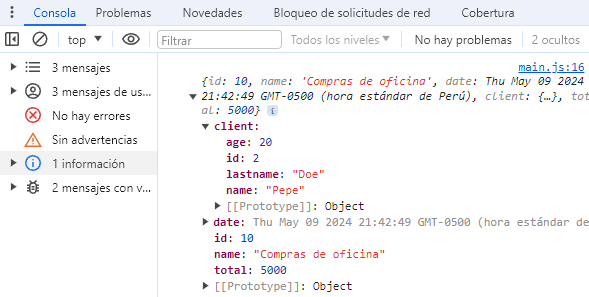 Consola Problemas Novedades Bloqueo de solicitudes de red Cobertura
top Filtrar Todos los niveles No hay problemas 2 ocultos
3 mensajes
3 mensajes de us...
No hay errores
Sin advertencias
1 información
2 mensajes con v...
main.js:16
{id: 10, name: 'Compras de oficina', date: Thu May 09 2024
21:42:49 GMT-0500 (hora estándar de Perú), client: {…}, tot
al: 5000} i
client:
age: 20
id: 2
lastname: "Doe"
name: "Pepe"
[[Prototype]]: Object
date: Thu May 09 2024 21:42:49 GMT-0500 (hora estándar de
id: 10
name: "Compras de oficina"
total: 5000
[[Prototype]]: Object